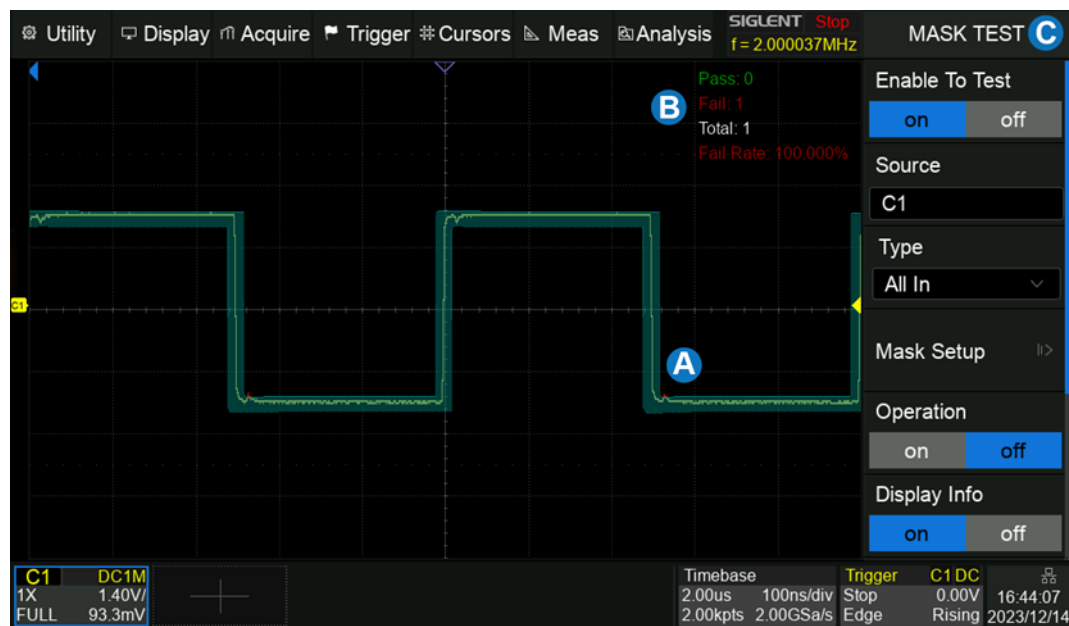 Utility Display Acquire Trigger Cursors Meas Analysis SIGLENT Stop MASK TEST C
f = 2.000037MHz
Pass: 0
Fail: 1
B
Total: 1
Fail Rate: 100.000%
Enable To Test
on off
Source
C1
Type
All In
C1
A
Mask Setup
Operation
on off
Display Info
on off
C1 DC1M
1X 1.40V/
FULL 93.3mV
Timebase
2.00us 100ns/div
2.00kpts 2.00GSa/s
Trigger C1 DC
Stop 0.00V
Edge Rising
16:44:07
2023/12/14